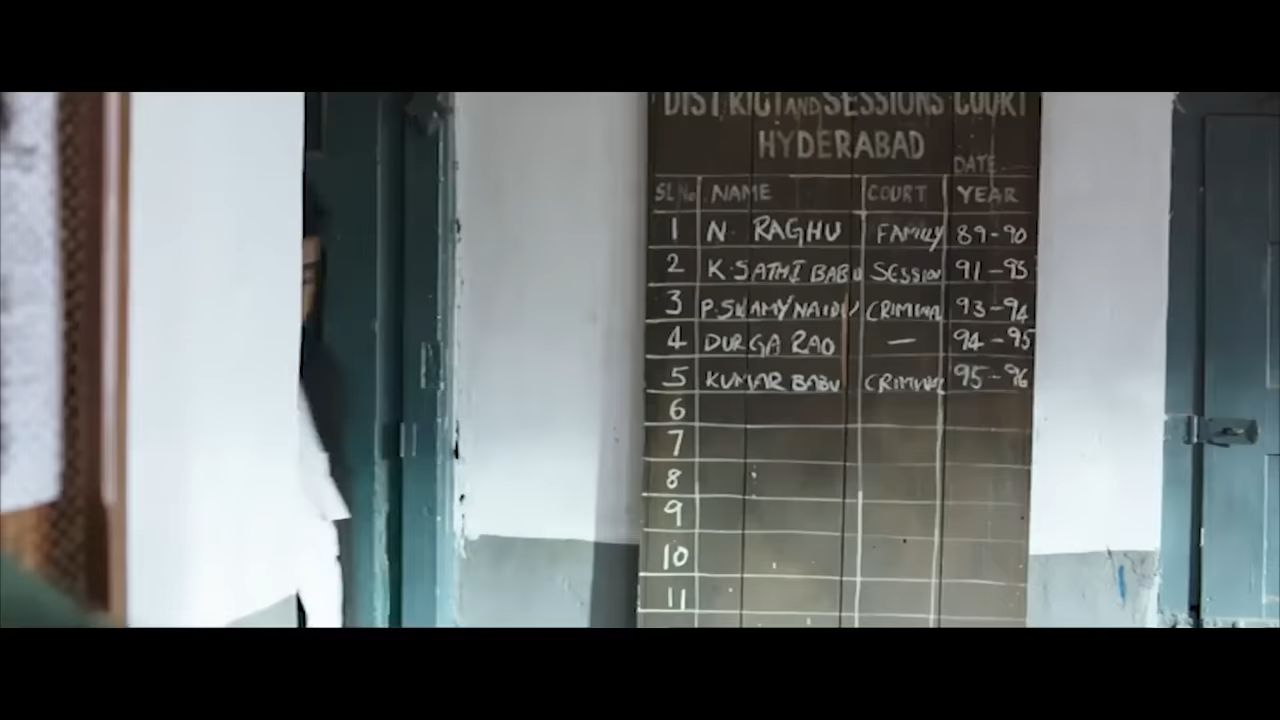 DISTRICT AND SESSIONS COURT
HYDERABAD
DATE
SL No NAME COURT YEAR
1 N RAGHU FAMILY 89-90
2 K.SATHI BABU SESSION 91-95
3 P.SWAMY NAIDU CRIMINAL 93-94
4 DURGA RAO — 94-95
5 KUMAR BABU CRIMINAL 95-96
6
7
8
9
10
11